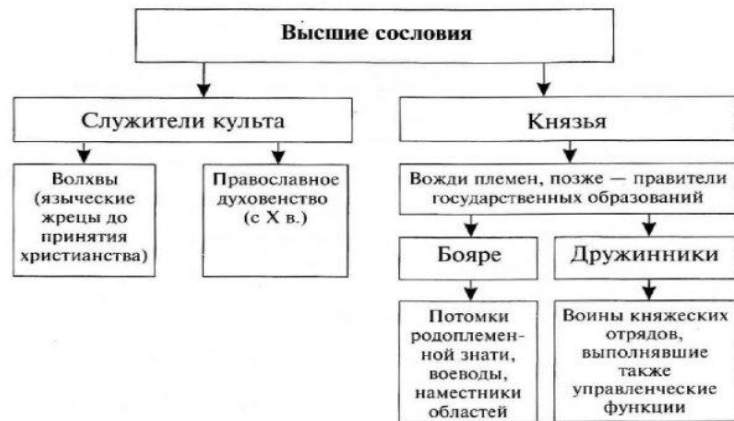 Высшие сословия
Служители культа
Князья
Волхвы
(языческие
жрецы до
принятия
христианства)
Православное
духовенство
(с X в.)
Вожди племен, позже — правители
государственных образований
Бояре
Дружинники
Потомки
родоплемен-
ной знати,
воеводы,
наместники
областей
Воины княжеских
отрядов,
выполнявшие
также
управленческие
функции